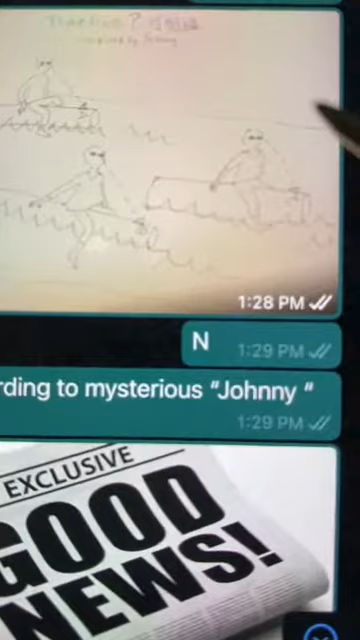 1:28 PM
N
1:29 PM
rding to mysterious “Johnny “
1:29 PM
EXCLUSIVE
GOOD
NEWS!